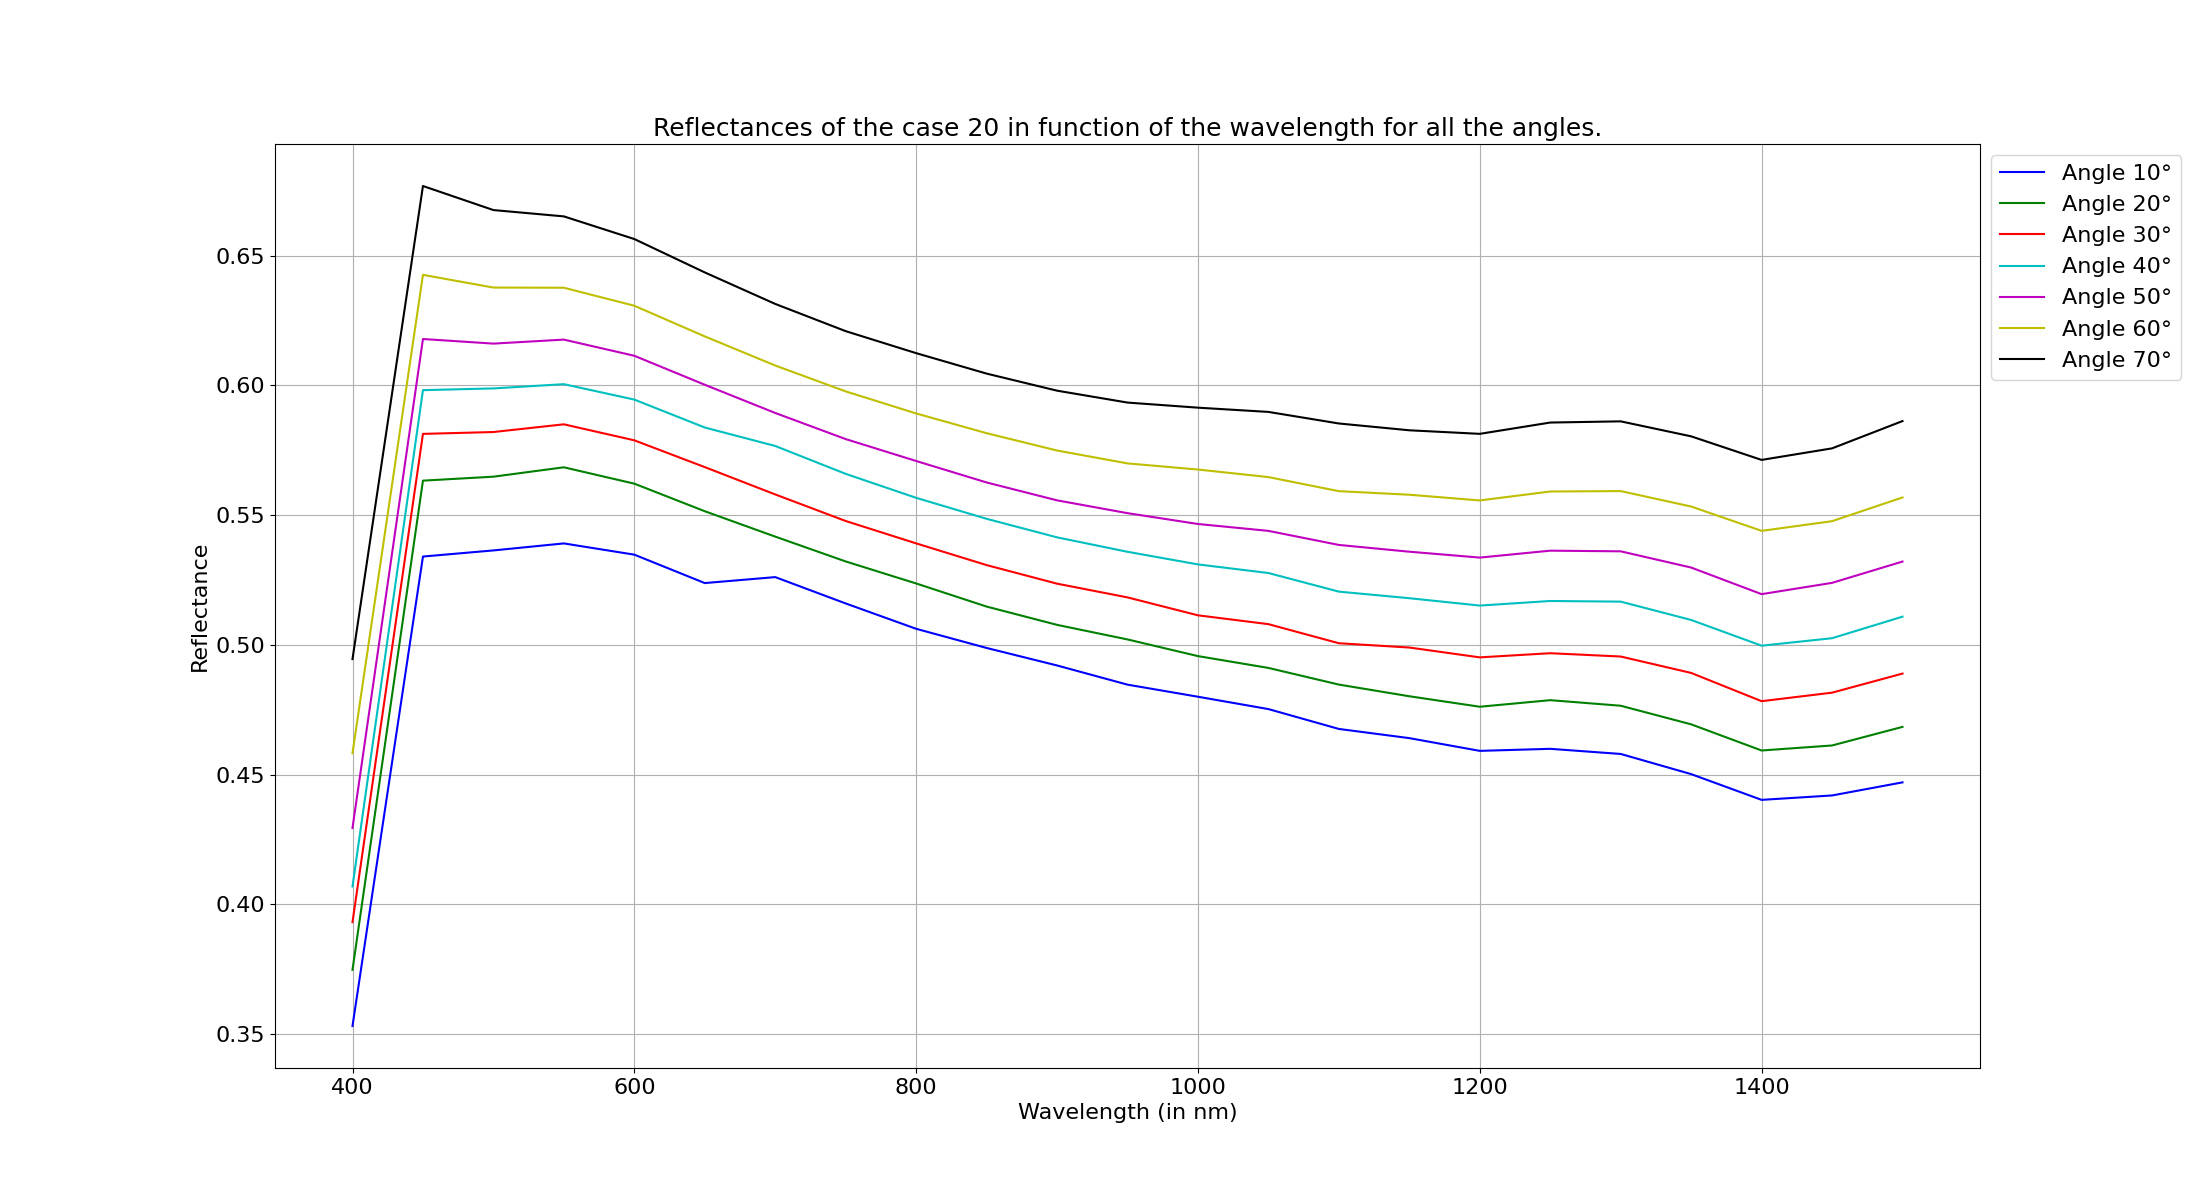 Reflectances of the case 20 in function of the wavelength for all the angles.
Angle 10°
Angle 20°
Angle 30°
Angle 40°
Angle 50°
Angle 60°
Angle 70°
Reflectance
0.65
0.60
0.55
0.50
0.45
0.40
0.35
400 600 800 1000 1200 1400
Wavelength (in nm)